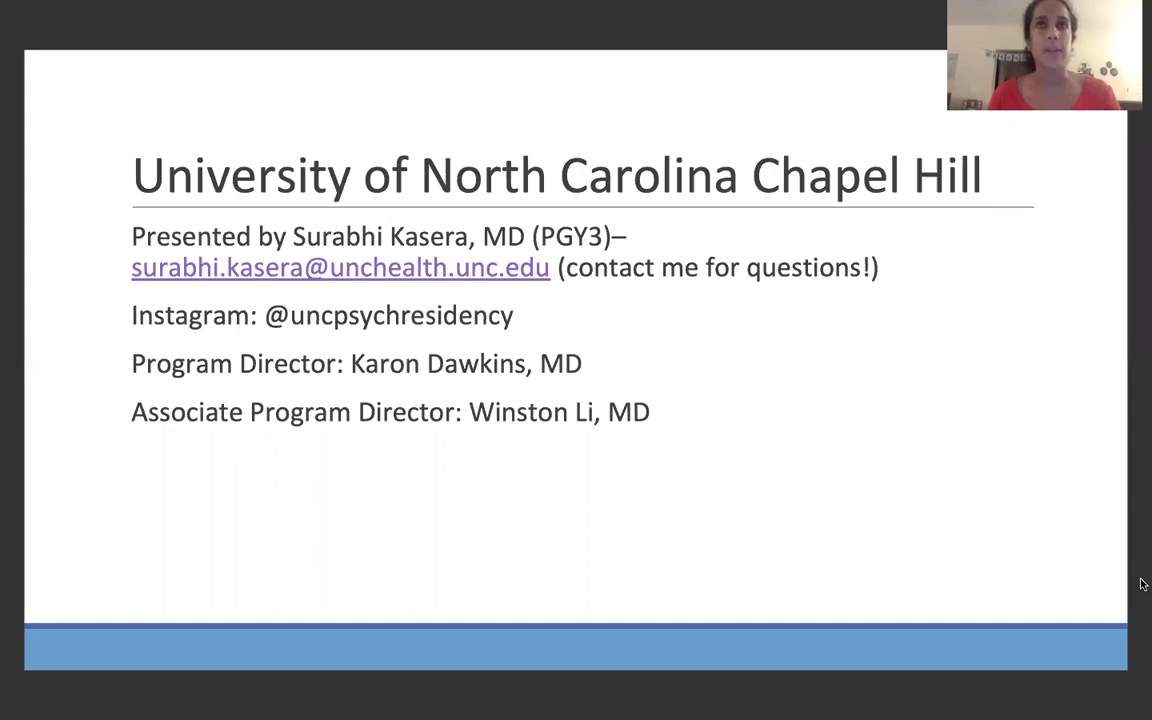 University of North Carolina Chapel Hill
Presented by Surabhi Kasera, MD (PGY3)–
surabhi.kasera@unchealth.unc.edu (contact me for questions!)
Instagram: @uncpsychresidency
Program Director: Karon Dawkins, MD
Associate Program Director: Winston Li, MD